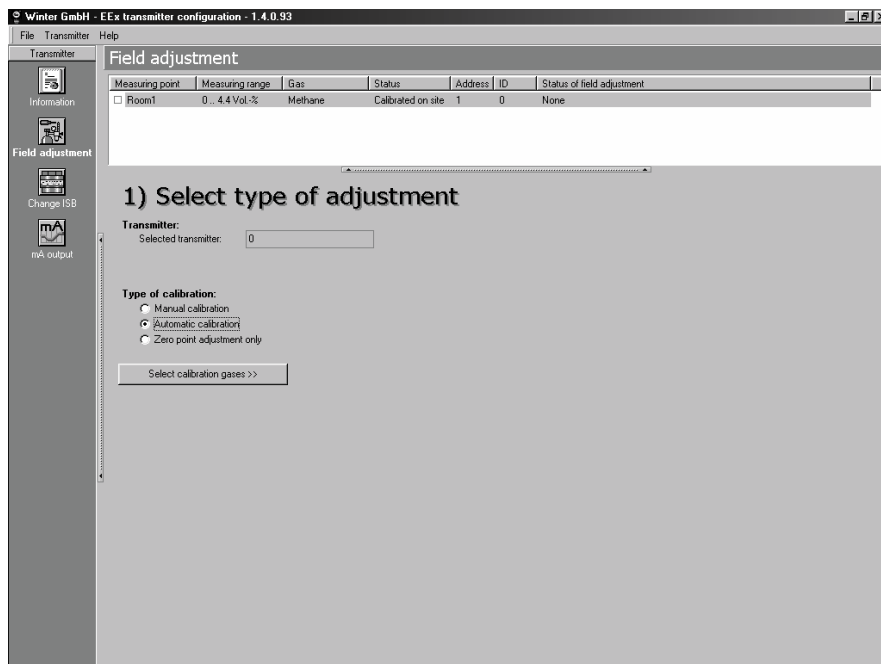 Winter GmbH - EEx transmitter configuration - 1.4.0.93
File Transmitter Help
Transmitter
Information
Field adjustment
Change ISB
mA
mA output
Field adjustment
Measuring point Measuring range Gas Status Address ID Status of field adjustment
Room1 0 .. 4.4 Vol.-% Methane Calibrated on site 1 0 None
1) Select type of adjustment
Transmitter:
Selected transmitter: 0
Type of calibration:
Manual calibration
Automatic calibration
Zero point adjustment only
Select calibration gases >>